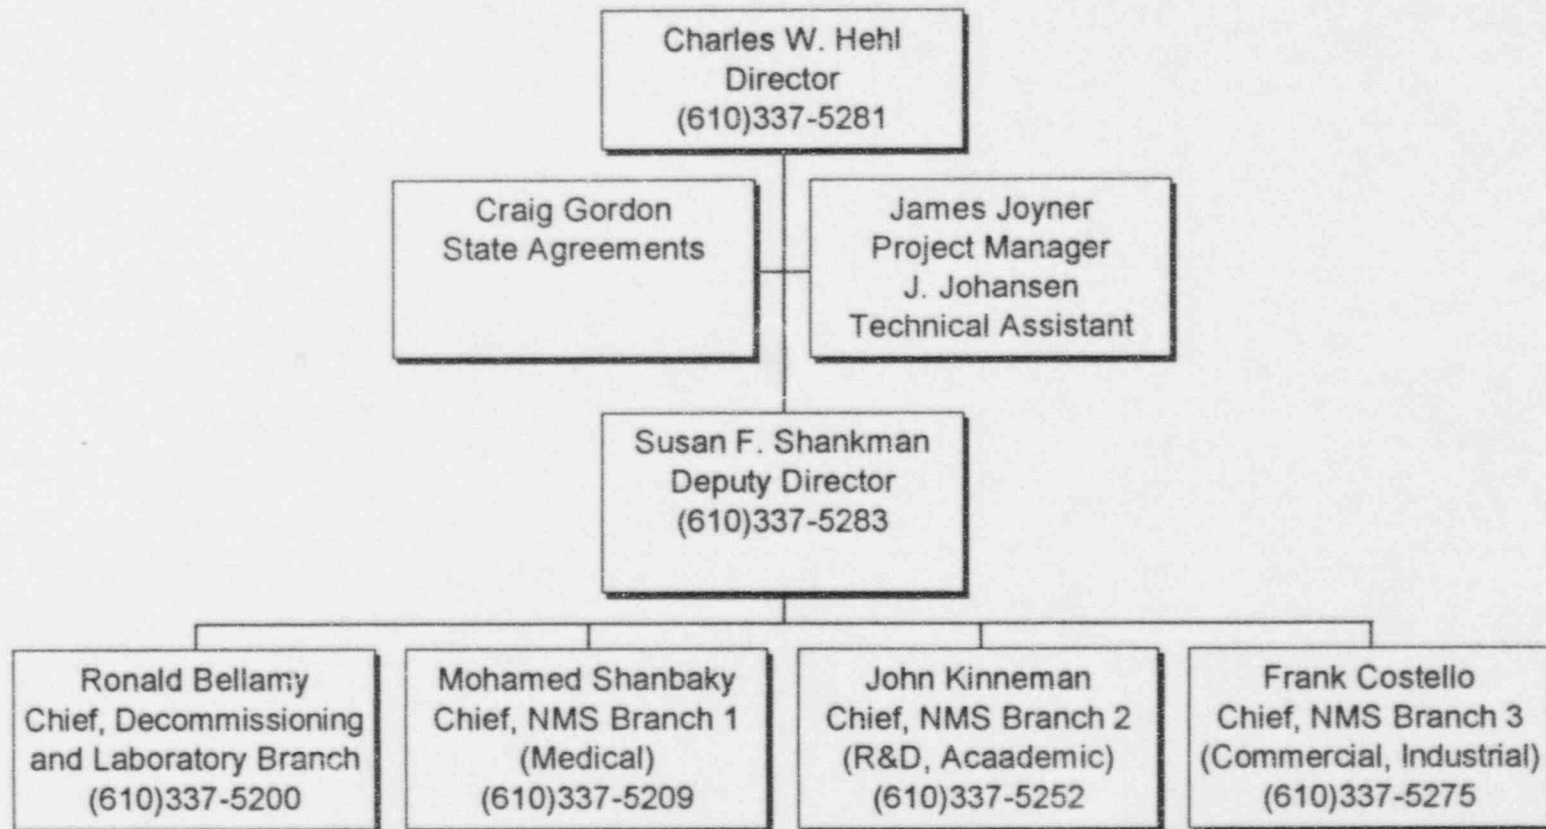 Charles W. Hehl
Director
(610)337-5281
Craig Gordon
State Agreements
James Joyner
Project Manager
J. Johansen
Technical Assistant
Susan F. Shankman
Deputy Director
(610)337-5283
Ronald Bellamy
Chief, Decommissioning
and Laboratory Branch
(610)337-5200
Mohamed Shanbaky
Chief, NMS Branch 1
(Medical)
(610)337-5209
John Kinneman
Chief, NMS Branch 2
(R&D, Acaademic)
(610)337-5252
Frank Costello
Chief, NMS Branch 3
(Commercial, Industrial)
(610)337-5275